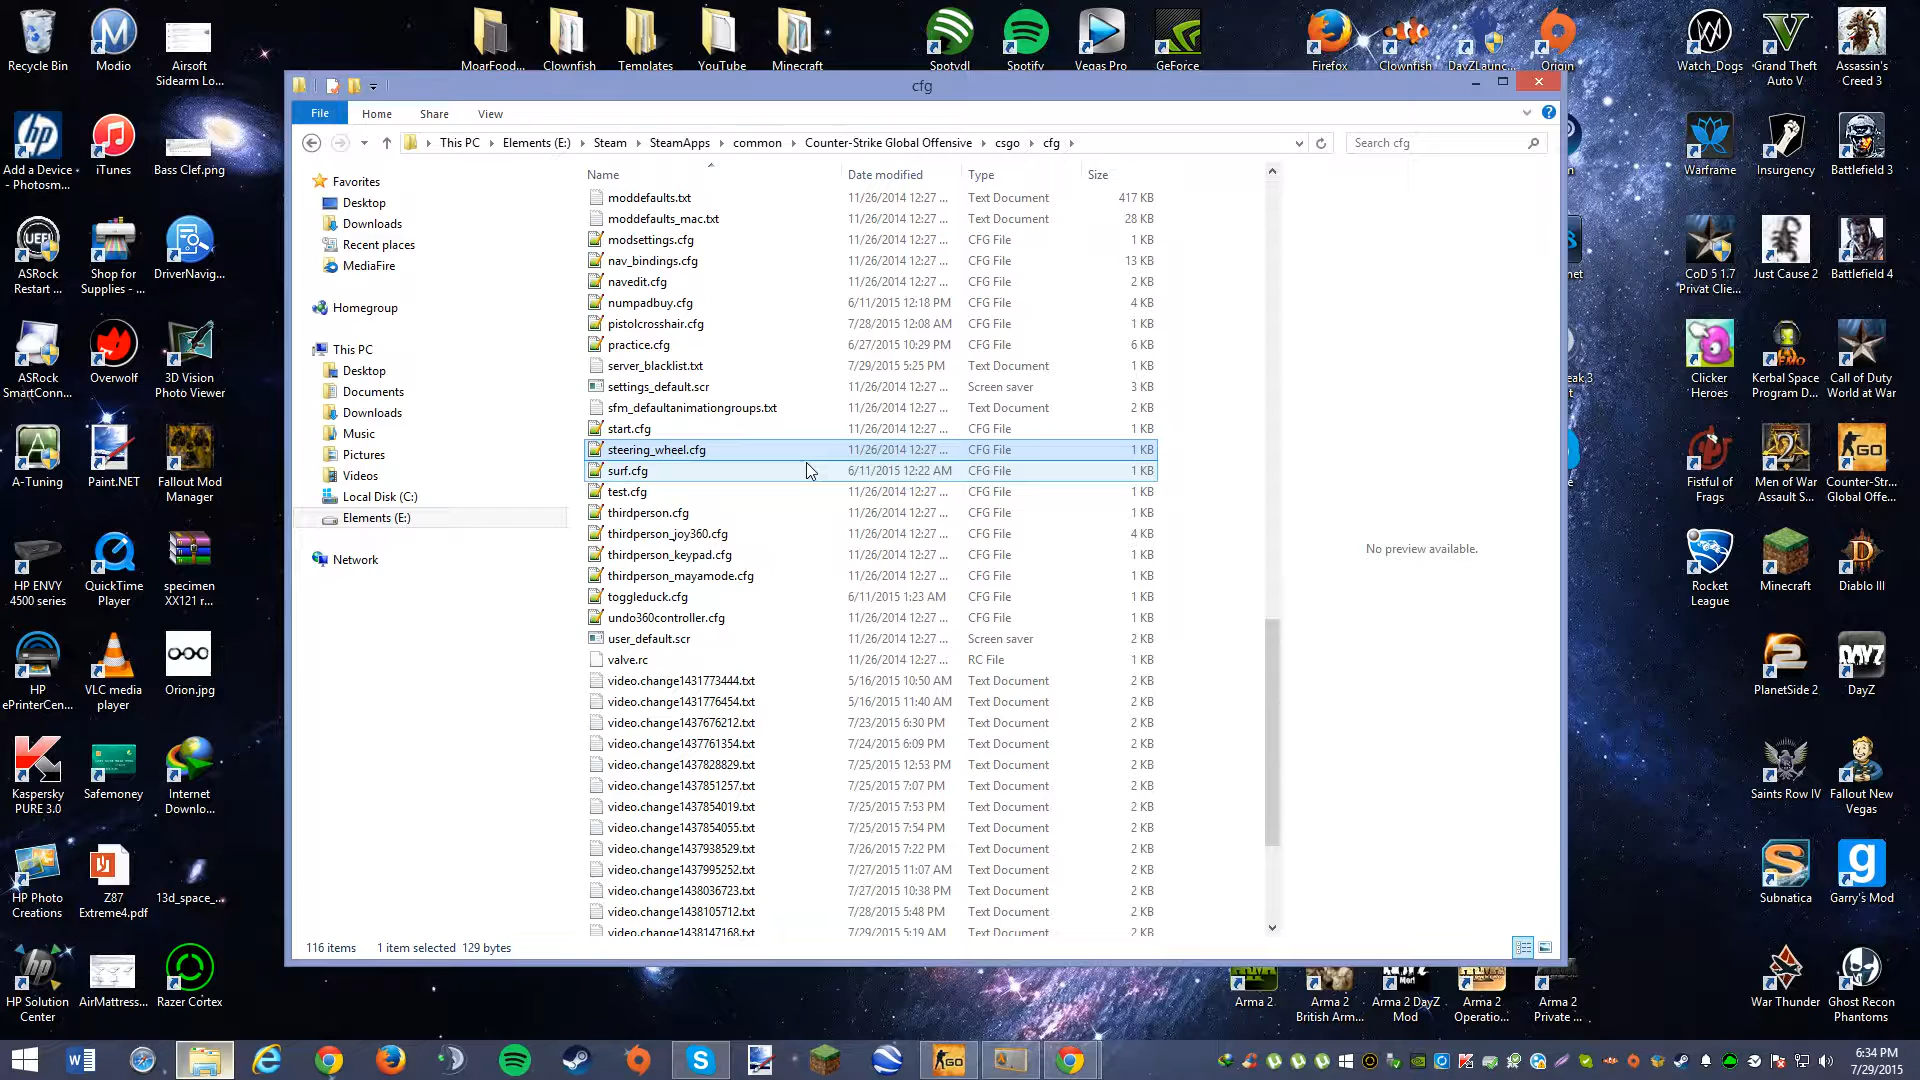 Recycle Bin
Modio
Airsoft
Sidearm Lo...
MoarFood...
Clownfish
Templates
YouTube
Minecraft
Spotydl
Spotify
Vegas Pro
GeForce
Firefox
Clownfish
DayZLaunc...
Origin
Watch_Dogs
Grand Theft
Auto V
Assassin's
Creed 3
cfg
File
Home
Share
View
This PC
Elements (E:)
Steam
SteamApps
common
Counter-Strike Global Offensive
csgo
cfg
Search cfg
Add a Device
- Photosm...
iTunes
Bass Clef.png
Warframe
Insurgency
Battlefield 3
ASRock
Restart ...
Shop for
Supplies - ...
DriverNavig...
CoD 5 1.7
Privat Clie...
Just Cause 2
Battlefield 4
ASRock
SmartConn...
Overwolf
3D Vision
Photo Viewer
Clicker
Heroes
Kerbal Space
Program D...
Call of Duty
World at War
A-Tuning
Paint.NET
Fallout Mod
Manager
Fistful of
Frags
Men of War
Assault S...
Counter-Str...
Global Offe...
HP ENVY
4500 series
QuickTime
Player
specimen
XX121 r...
Rocket
League
Minecraft
Diablo III
HP
ePrinterCen...
VLC media
player
Orion.jpg
PlanetSide 2
DayZ
Kaspersky
PURE 3.0
Safemoney
Internet
Downlo...
Saints Row IV
Fallout New
Vegas
HP Photo
Creations
Z87
Extreme4.pdf
13d_space_...
Subnatica
Garry's Mod
HP Solution
Center
AirMattress...
Razer Cortex
Arma 2
Arma 2
British Arm...
Arma 2 DayZ
Mod
Arma 2
Operatio...
Arma 2
Private ...
War Thunder
Ghost Recon
Phantoms
Favorites
Desktop
Downloads
Recent places
MediaFire
Homegroup
This PC
Desktop
Documents
Downloads
Music
Pictures
Videos
Local Disk (C:)
Elements (E:)
Network
Name Date modified Type Size
moddefaults.txt 11/26/2014 12:27 ... Text Document 417 KB
moddefaults_mac.txt 11/26/2014 12:27 ... Text Document 28 KB
modsettings.cfg 11/26/2014 12:27 ... CFG File 1 KB
nav_bindings.cfg 11/26/2014 12:27 ... CFG File 13 KB
navedit.cfg 11/26/2014 12:27 ... CFG File 2 KB
numpadbuy.cfg 6/11/2015 12:18 PM CFG File 4 KB
pistolcrosshair.cfg 7/28/2015 12:08 AM CFG File 1 KB
practice.cfg 6/27/2015 10:29 PM CFG File 6 KB
server_blacklist.txt 7/29/2015 5:25 PM Text Document 1 KB
settings_default.scr 11/26/2014 12:27 ... Screen saver 3 KB
sfm_defaultanimationgroups.txt 11/26/2014 12:27 ... Text Document 2 KB
start.cfg 11/26/2014 12:27 ... CFG File 1 KB
steering_wheel.cfg 11/26/2014 12:27 ... CFG File 1 KB
surf.cfg 6/11/2015 12:22 AM CFG File 1 KB
test.cfg 11/26/2014 12:27 ... CFG File 1 KB
thirdperson.cfg 11/26/2014 12:27 ... CFG File 1 KB
thirdperson_joy360.cfg 11/26/2014 12:27 ... CFG File 4 KB
thirdperson_keypad.cfg 11/26/2014 12:27 ... CFG File 1 KB
thirdperson_mayamode.cfg 11/26/2014 12:27 ... CFG File 1 KB
toggleduck.cfg 6/11/2015 1:23 AM CFG File 1 KB
undo360controller.cfg 11/26/2014 12:27 ... CFG File 1 KB
user_default.scr 11/26/2014 12:27 ... Screen saver 2 KB
valve.rc 11/26/2014 12:27 ... RC File 1 KB
video.change1431773444.txt 5/16/2015 10:50 AM Text Document 2 KB
video.change1431776454.txt 5/16/2015 11:40 AM Text Document 2 KB
video.change1437676212.txt 7/23/2015 6:30 PM Text Document 2 KB
video.change1437761354.txt 7/24/2015 6:09 PM Text Document 2 KB
video.change1437828829.txt 7/25/2015 12:53 PM Text Document 2 KB
video.change1437851257.txt 7/25/2015 7:07 PM Text Document 2 KB
video.change1437854019.txt 7/25/2015 7:53 PM Text Document 2 KB
video.change1437854055.txt 7/25/2015 7:54 PM Text Document 2 KB
video.change1437938529.txt 7/26/2015 7:22 PM Text Document 2 KB
video.change1437995252.txt 7/27/2015 11:07 AM Text Document 2 KB
video.change1438036723.txt 7/27/2015 10:38 PM Text Document 2 KB
video.change1438105712.txt 7/28/2015 5:48 PM Text Document 2 KB
video.change1438147168.txt 7/29/2015 5:19 AM Text Document 2 KB
No preview available.
116 items 1 item selected 129 bytes
6:34 PM
7/29/2015